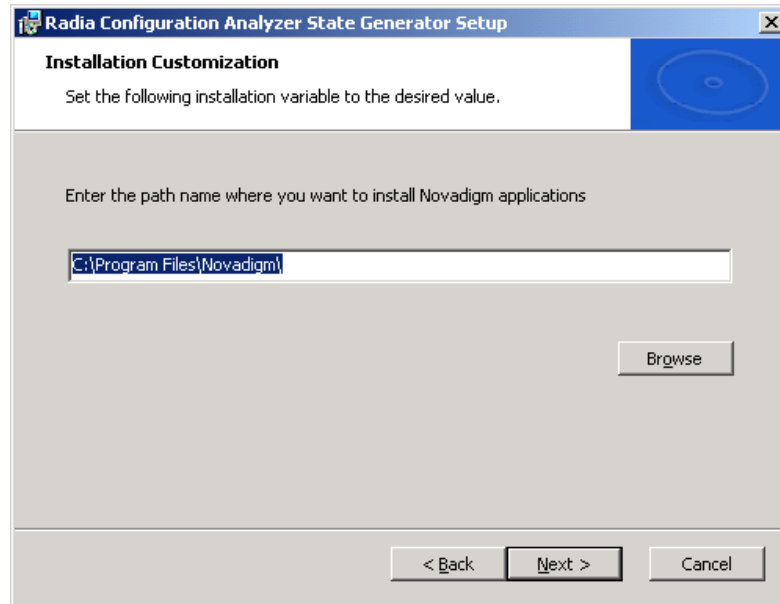 Radia Configuration Analyzer State Generator Setup
Installation Customization
Set the following installation variable to the desired value.
Enter the path name where you want to install Novadigm applications
C:\Program Files\Novadigm\
Browse
< Back
Next >
Cancel